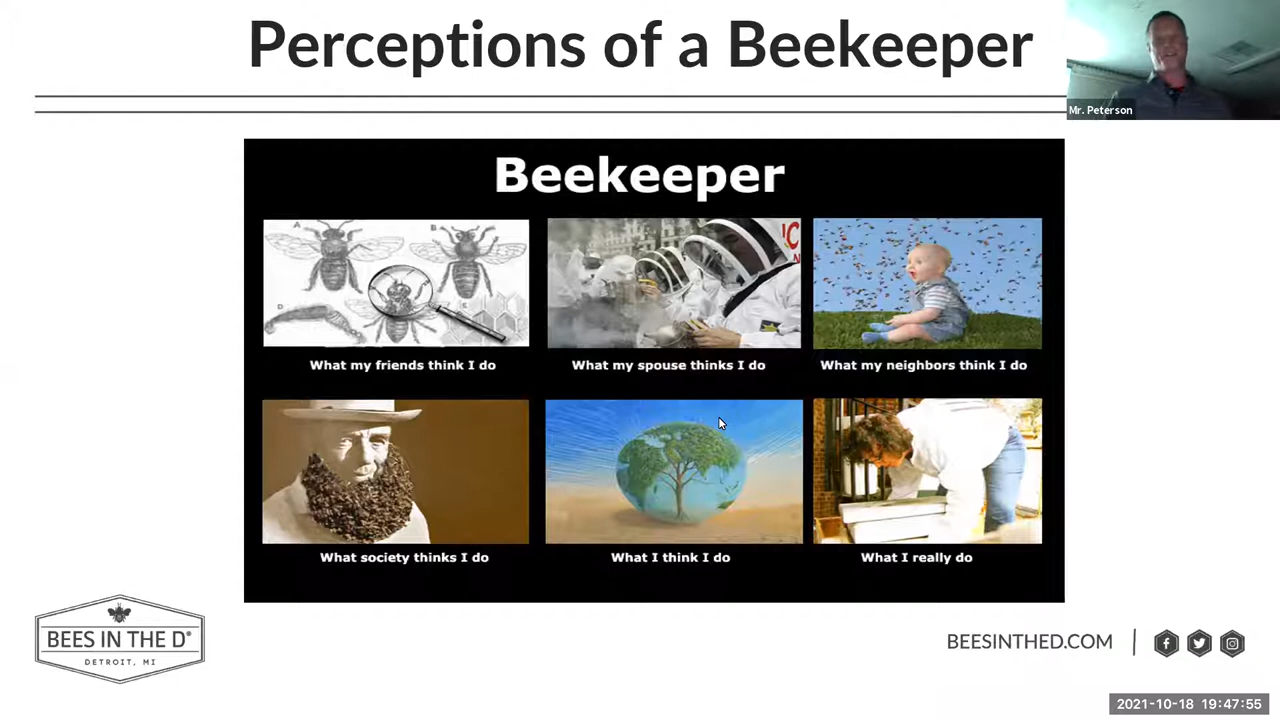 Perceptions of a Beekeeper
Mr. Peterson
Beekeeper
A
B
D
E
IC
What my friends think I do
What my spouse thinks I do
What my neighbors think I do
What society thinks I do
What I think I do
What I really do
BEES IN THE D®
DETROIT, MI
BEESINTHED.COM
2021-10-18 19:47:55